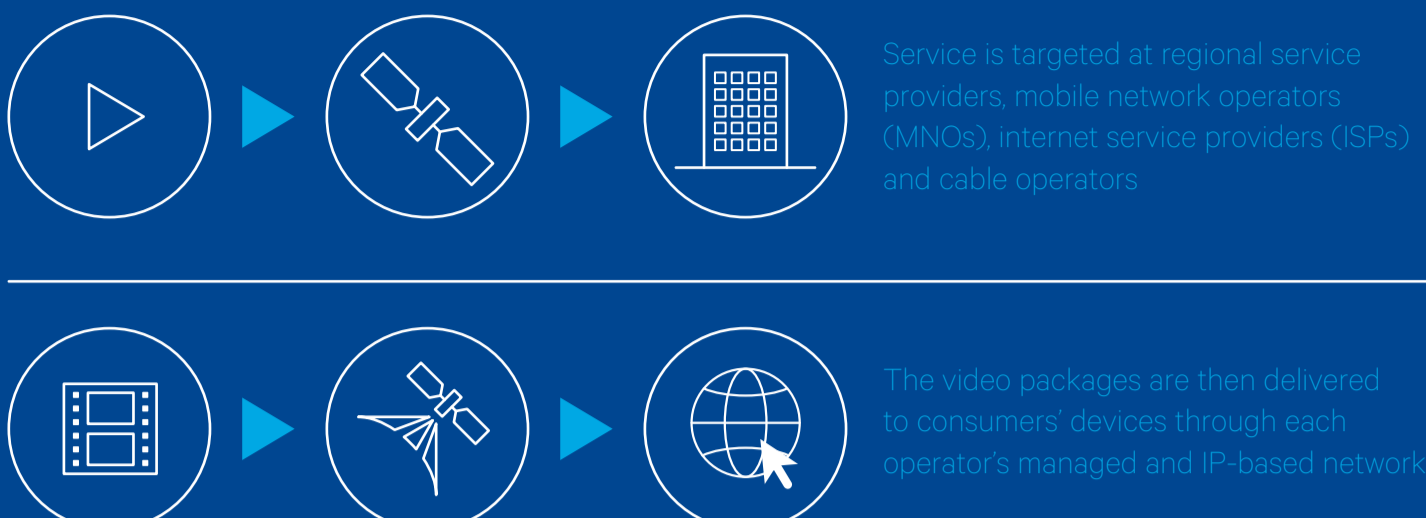 Service is targeted at regional service
providers, mobile network operators
(MNOs), internet service providers (ISPs)
and cable operators
The video packages are then delivered
to consumers’ devices through each
operator’s managed and IP-based network